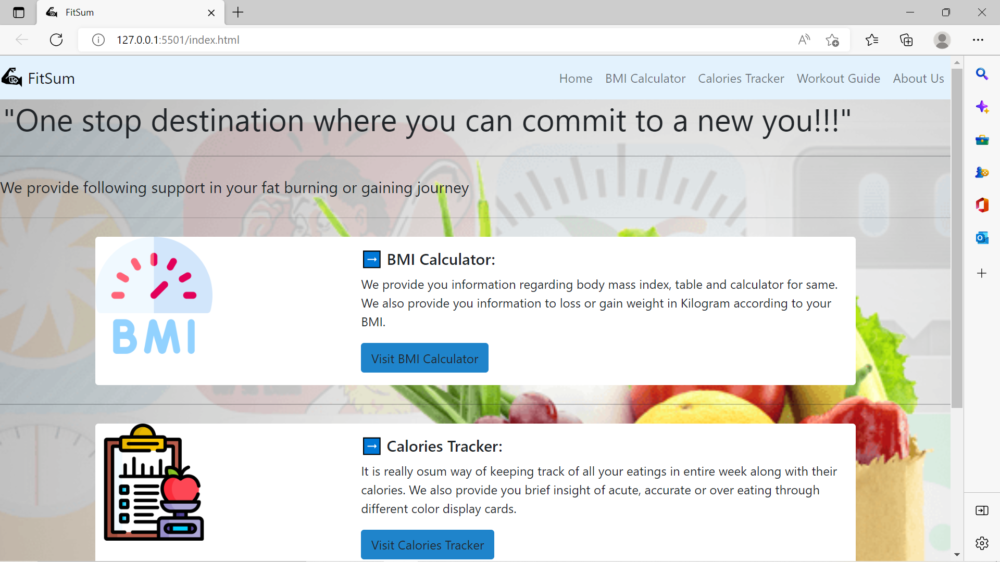 FitSum
127.0.0.1:5501/index.html
FitSum
Home BMI Calculator Calories Tracker Workout Guide About Us
"One stop destination where you can commit to a new you!!!"
We provide following support in your fat burning or gaining journey
BMI
➡ BMI Calculator:
We provide you information regarding body mass index, table and calculator for same.
We also provide you information to loss or gain weight in Kilogram according to your
BMI.
Visit BMI Calculator
➡ Calories Tracker:
It is really osum way of keeping track of all your eatings in entire week along with their
calories. We also provide you brief insight of acute, accurate or over eating through
different color display cards.
Visit Calories Tracker